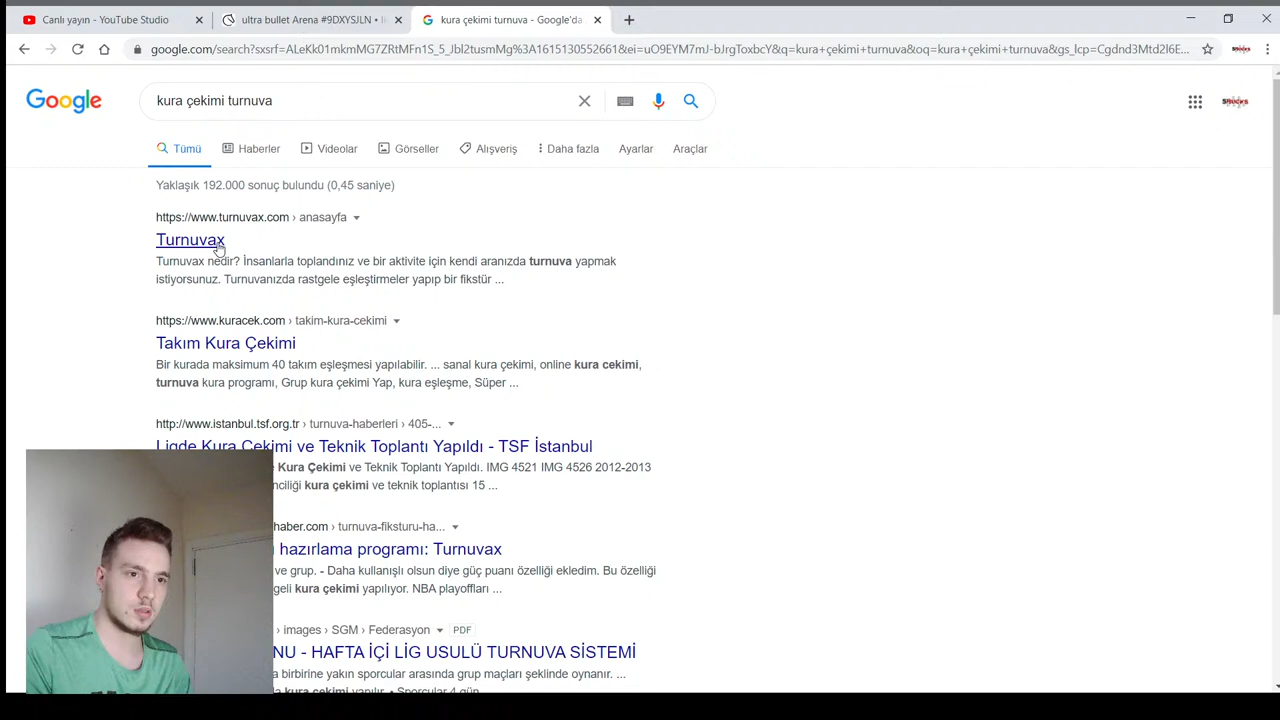 Canlı yayın - YouTube Studio
ultra bullet Arena #9DXYSJLN •
kura çekimi turnuva - Google'da
google.com/search?sxsrf=ALeKk01mkmMG7ZRtMFn1S_5_Jbl2tusmMg%3A1615130552661&ei=uO9EYM7mJ-bJrgToxbcY&q=kura+çekimi+turnuva&oq=kura+çekimi+turnuva&gs_lcp=Cgdnd3Mtd2l6E...
Google
kura çekimi turnuva
Tümü
Haberler
Videolar
Görseller
Alışveriş
Daha fazla
Ayarlar
Araçlar
Yaklaşık 192.000 sonuç bulundu (0,45 saniye)
https://www.turnuvax.com › anasayfa
Turnuvax
Turnuvax nedir? İnsanlarla toplandınız ve bir aktivite için kendi aranızda turnuva yapmak
istiyorsunuz. Turnuvanızda rastgele eşleştirmeler yapıp bir fikstür ...
https://www.kuracek.com › takim-kura-cekimi
Takım Kura Çekimi
Bir kurada maksimum 40 takım eşleşmesi yapılabilir. ... sanal kura çekimi, online kura cekimi,
turnuva kura programı, Grup kura çekimi Yap, kura eşleşme, Süper ...
http://www.istanbul.tsf.org.tr › turnuva-haberleri › 405-...
Ligde Kura Çekimi ve Teknik Toplantı Yapıldı - TSF İstanbul
Kura Çekimi ve Teknik Toplantı Yapıldı. IMG 4521 IMG 4526 2012-2013
nciliği kura çekimi ve teknik toplantısı 15 ...
haber.com › turnuva-fiksturu-ha...
hazırlama programı: Turnuvax
ve grup. - Daha kullanışlı olsun diye güç puanı özelliği ekledim. Bu özelliği
geli kura çekimi yapılıyor. NBA playoffları ...
› images › SGM › Federasyon
PDF
NU - HAFTA İÇİ LİG USULÜ TURNUVA SİSTEMİ
a birbirine yakın sporcular arasında grup maçları şeklinde oynanır. ...
kura çekimi yapılır. • Sporcular 4 gün